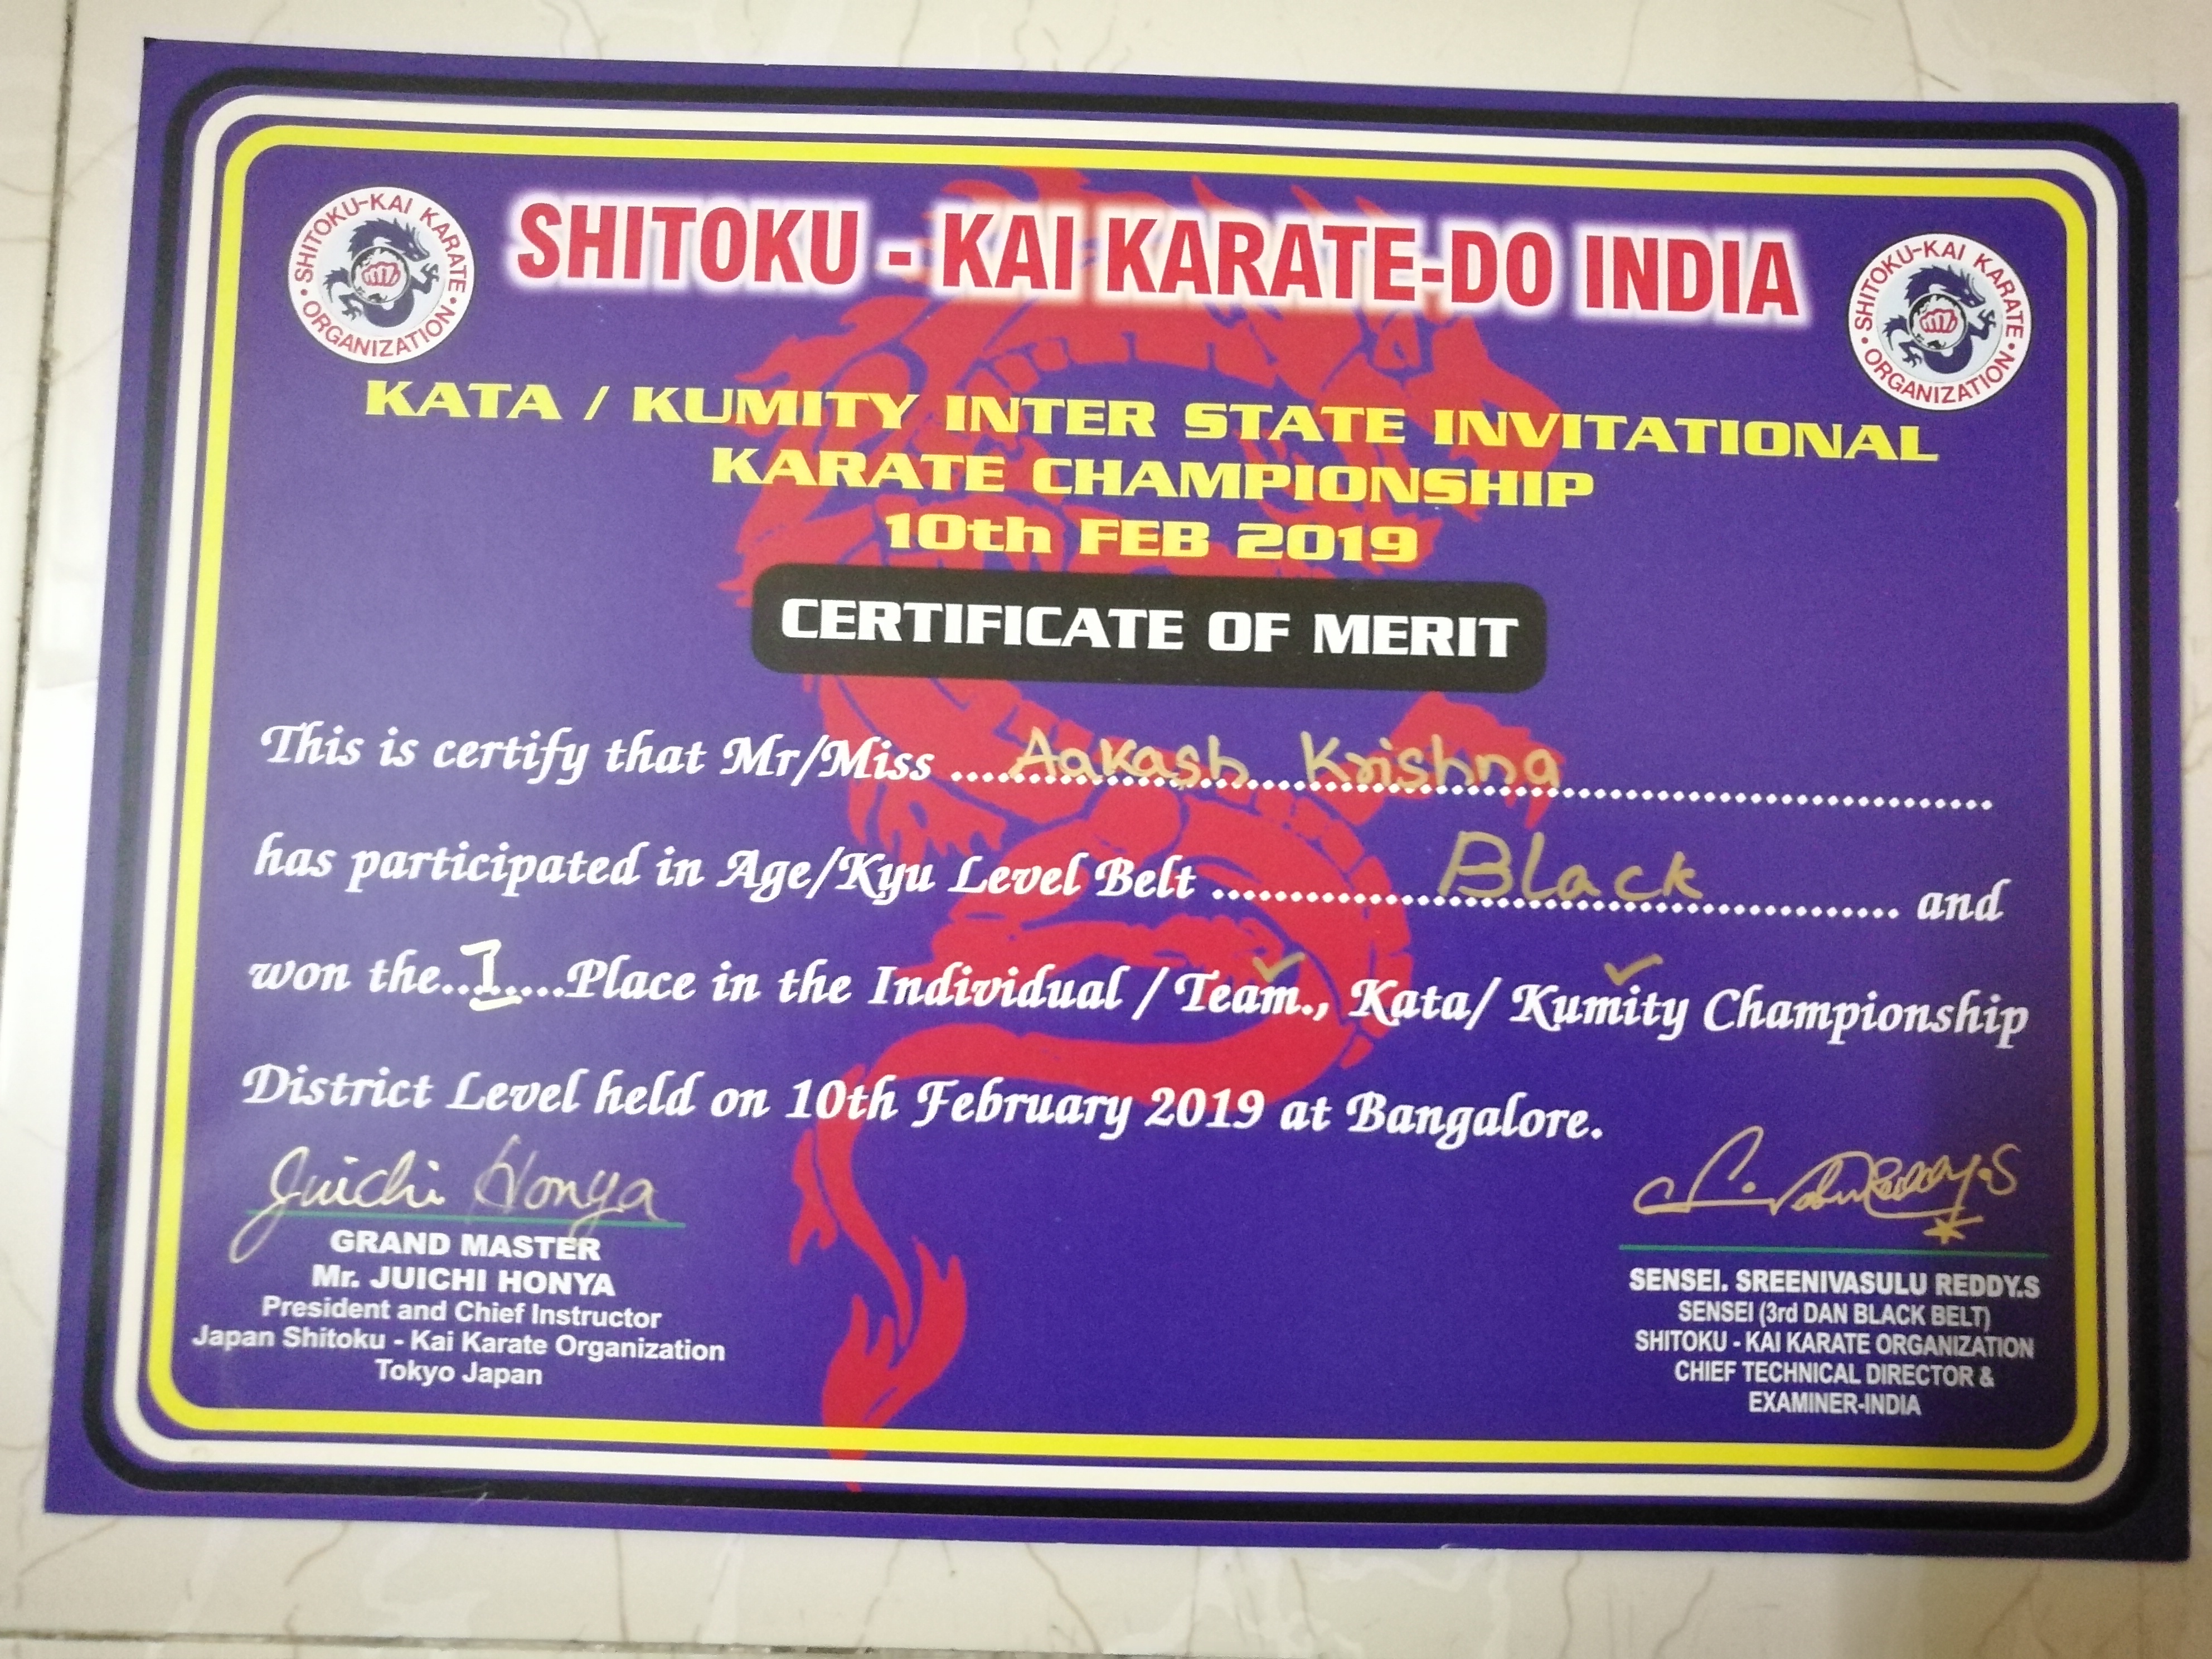 SHITOKU - KAI KARATE-DO INDIA
SHITOKU-KAI KARATE
• ORGANIZATION •
SHITOKU-KAI KARATE
• ORGANIZATION •
KATA / KUMITY INTER STATE INVITATIONAL
KARATE CHAMPIONSHIP
10th FEB 2019
CERTIFICATE OF MERIT
This is certify that Mr/Miss Aakash Krishna
has participated in Age/Kyu Level Belt Black and
won the..1....Place in the Individual / Team., Kata/ Kumity Championship
District Level held on 10th February 2019 at Bangalore.
Juichi Honya
GRAND MASTER
Mr. JUICHI HONYA
President and Chief Instructor
Japan Shitoku - Kai Karate Organization
Tokyo Japan
SENSEI. SREENIVASULU REDDY.S
SENSEI (3rd DAN BLACK BELT)
SHITOKU - KAI KARATE ORGANIZATION
CHIEF TECHNICAL DIRECTOR &
EXAMINER-INDIA